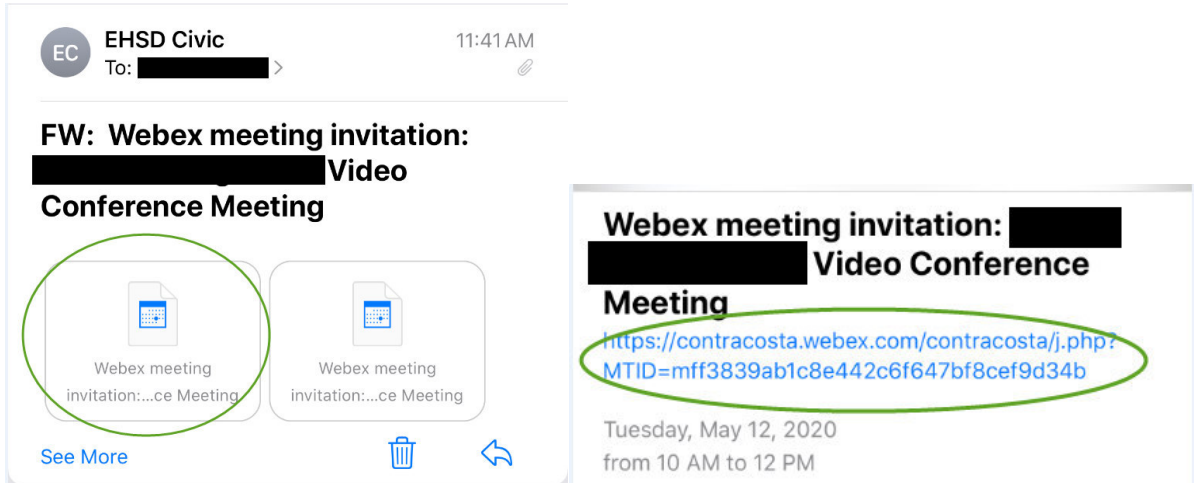 EC
EHSD Civic
11:41 AM
To:
FW: Webex meeting invitation:
Video
Conference Meeting
Webex meeting
invitation:...ce Meeting
Webex meeting
invitation:...ce Meeting
See More
Webex meeting invitation:
Video Conference
Meeting
https://contracosta.webex.com/contracosta/j.php?
MTID=mff3839ab1c8e442c6f647bf8cef9d34b
Tuesday, May 12, 2020
from 10 AM to 12 PM